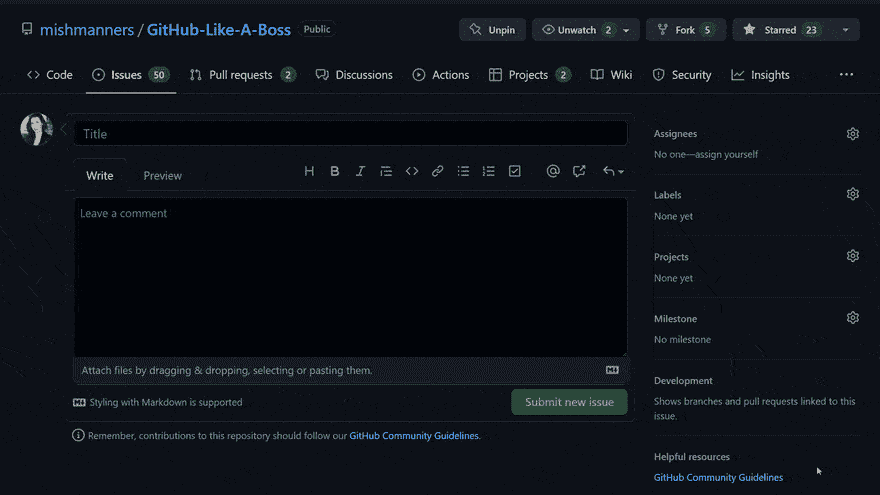 mishmanners / GitHub-Like-A-Boss Public
Unpin Unwatch 2 Fork 5 Starred 23
Code Issues 50 Pull requests 2 Discussions Actions Projects 2 Wiki Security Insights ...
Title
Write Preview H B I @
Leave a comment
Attach files by dragging & dropping, selecting or pasting them.
Styling with Markdown is supported
Submit new issue
Remember, contributions to this repository should follow our GitHub Community Guidelines.
Assignees
No one—assign yourself
Labels
None yet
Projects
None yet
Milestone
No milestone
Development
Shows branches and pull requests linked to this
issue.
Helpful resources
GitHub Community Guidelines